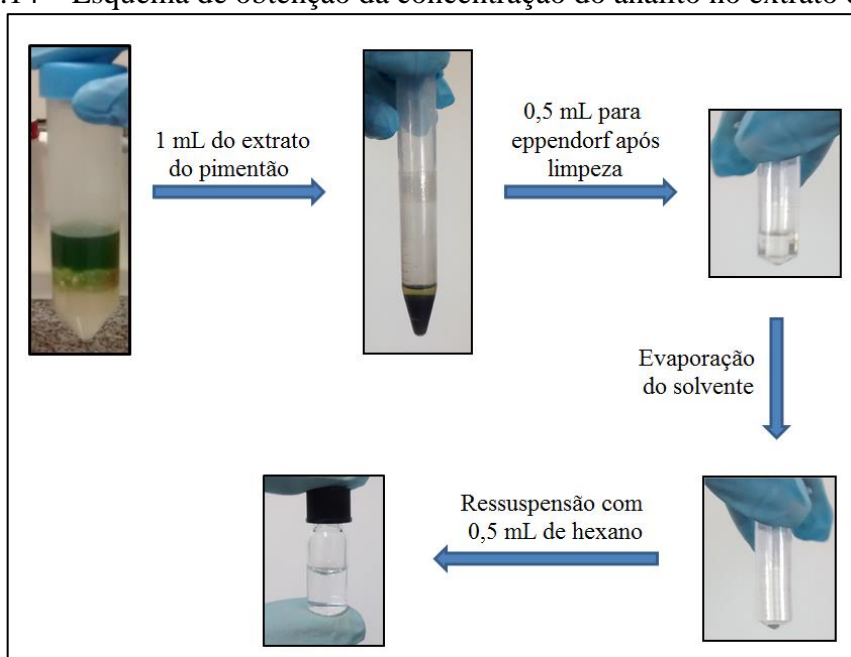 .14 – Esquema de obtenção da concentração do analito no extrato
1 mL do extrato
do pimentão
0,5 mL para
eppendorf após
limpeza
Evaporação
do solvente
Ressuspensão com
0,5 mL de hexano